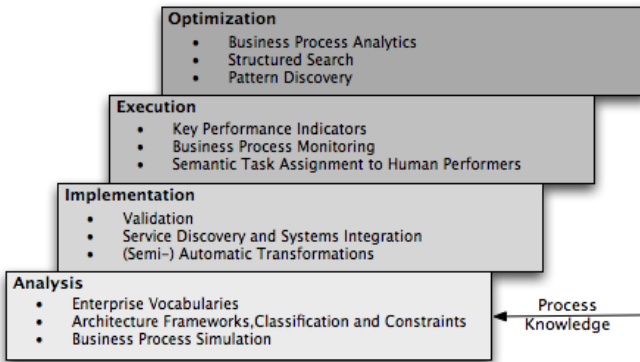 Optimization
• Business Process Analytics
• Structured Search
• Pattern Discovery
Execution
• Key Performance Indicators
• Business Process Monitoring
• Semantic Task Assignment to Human Performers
Implementation
• Validation
• Service Discovery and Systems Integration
• (Semi-) Automatic Transformations
Analysis
• Enterprise Vocabularies
• Architecture Frameworks,Classification and Constraints
• Business Process Simulation
Process
Knowledge